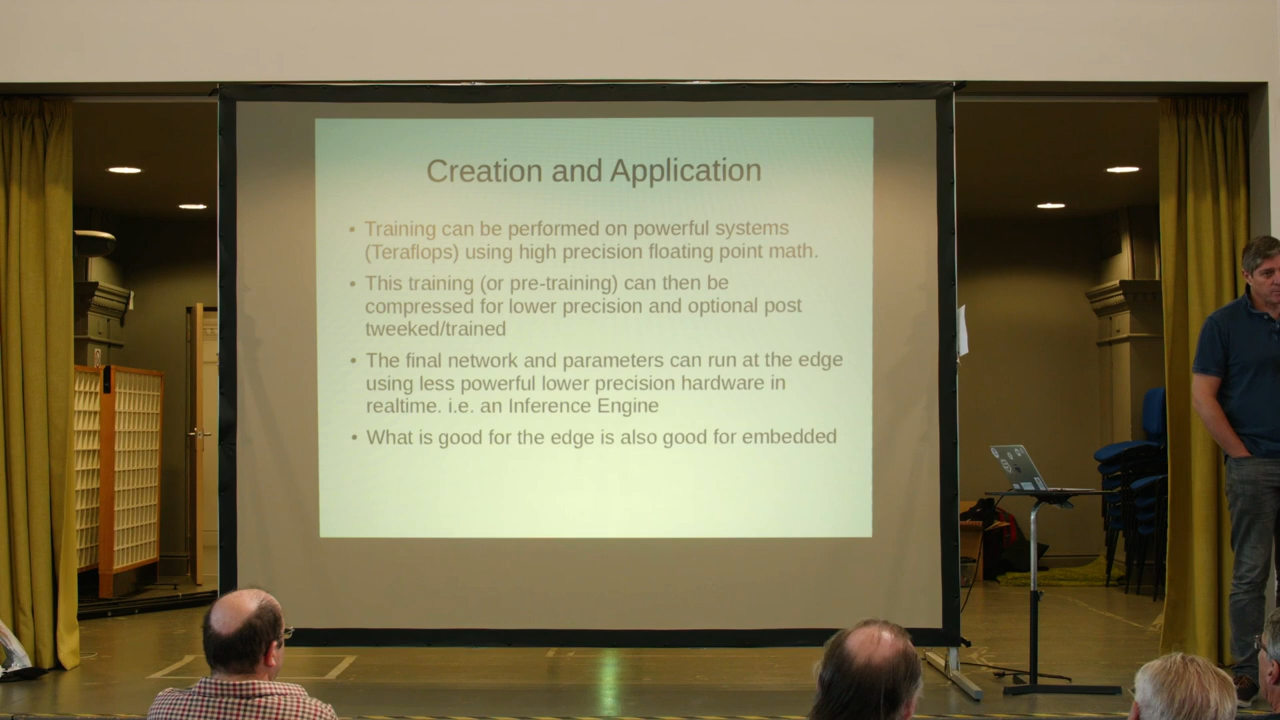 Creation and Application
• Training can be performed on powerful systems
(Teraflops) using high precision floating point math.
• This training (or pre-training) can then be
compressed for lower precision and optional post
tweeked/trained
• The final network and parameters can run at the edge
using less powerful lower precision hardware in
realtime. i.e. an Inference Engine
• What is good for the edge is also good for embedded